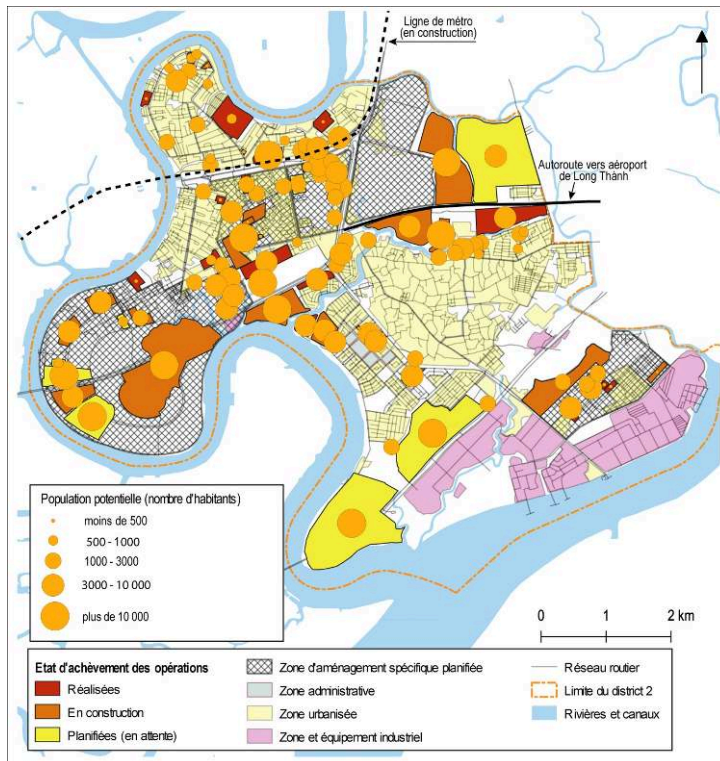 Ligne de métro
(en construction)
Autoroute vers aéroport
de Long Thành
Population potentielle (nombre d'habitants)
moins de 500
500 - 1000
1000 - 3000
3000 - 10 000
plus de 10 000
0 1 2 km
Etat d'achèvement des opérations
Réalisées
En construction
Planifiées (en attente)
Zone d'aménagement spécifique planifiée
Zone administrative
Zone urbanisée
Zone et équipement industriel
Réseau routier
Limite du district 2
Rivières et canaux